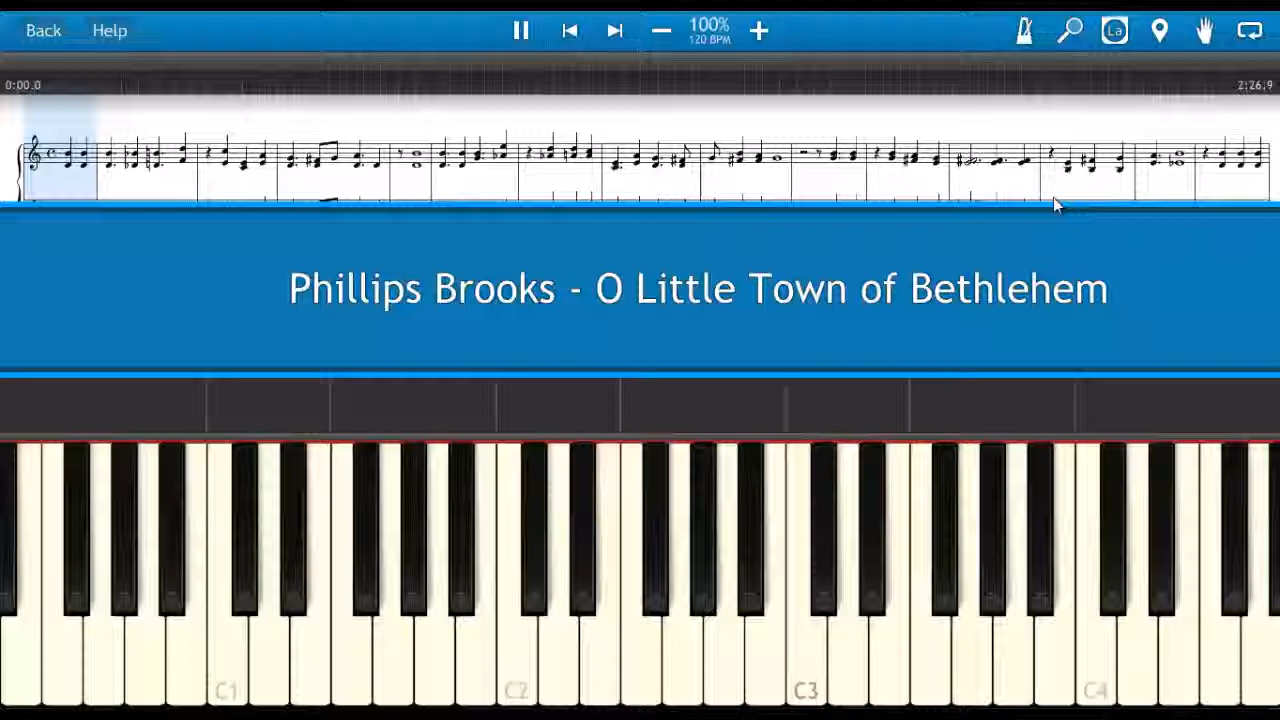 Back Help 100% La
120 BPM
0:00.0 2:26.9
Phillips Brooks - O Little Town of Bethlehem
C1 C2 C3 C4